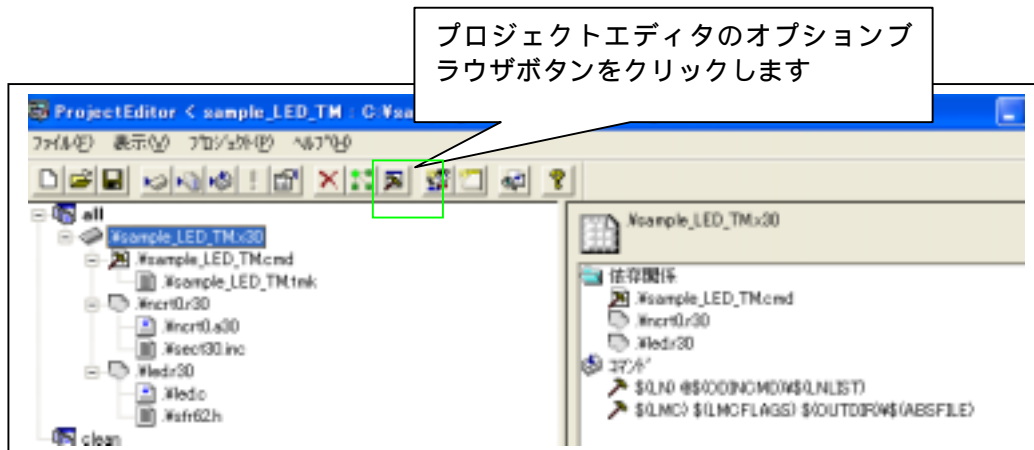 プロジェクトエディタのオプションブ
ラウザボタンをクリックします
ProjectEditor < sample_LED_TM : C:¥sa
ファイル(F) 表示(V) プロジェクト(P) ヘルプ(H)
all
.¥sample_LED_TM.x30
.¥sample_LED_TM.cmd
.¥sample_LED_TM.tmk
.¥ncrt0.r30
.¥ncrt0.a30
.¥sect30.inc
.¥led.r30
.¥led.c
.¥sfr62.h
clean
.¥sample_LED_TM.x30
依存関係
.¥sample_LED_TM.cmd
.¥ncrt0.r30
.¥led.r30
コマンド
$(LN) @$(ODINCMD)¥$(LNLIST)
$(LMC) $(LMCFLAGS) $(OUTDIR)¥$(ABSFILE)